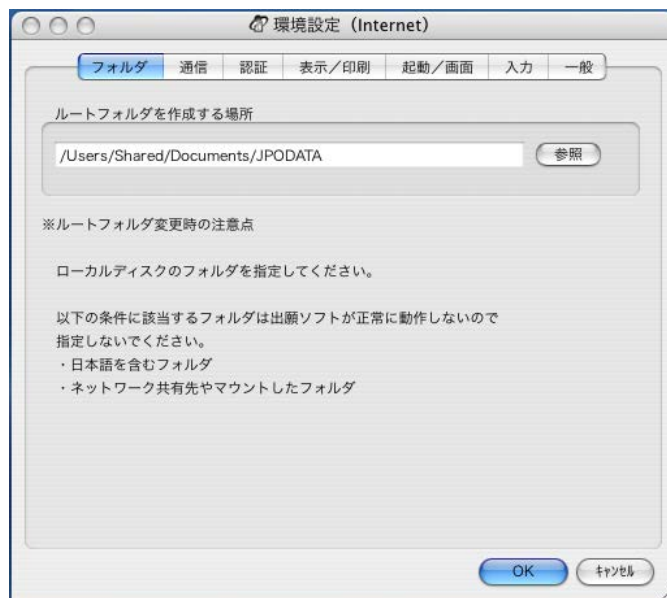 環境設定（Internet）
フォルダ 通信 認証 表示／印刷 起動／画面 入力 一般
ルートフォルダを作成する場所
/Users/Shared/Documents/JPODATA 参照
※ルートフォルダ変更時の注意点
ローカルディスクのフォルダを指定してください。
以下の条件に該当するフォルダは出願ソフトが正常に動作しないので
指定しないでください。
・日本語を含むフォルダ
・ネットワーク共有先やマウントしたフォルダ
OK ｷｬﾝｾﾙ